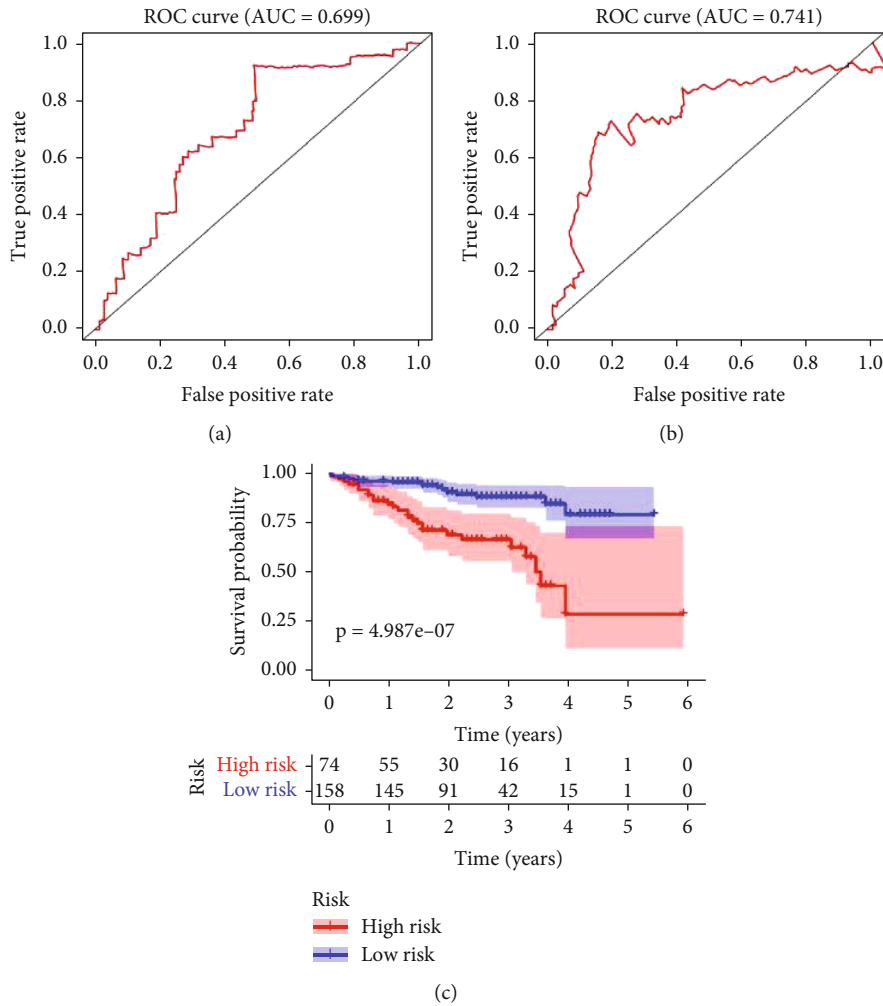 ROC curve (AUC = 0.699)
True positive rate
1.0
0.8
0.6
0.4
0.2
0.0
0.0 0.2 0.4 0.6 0.8 1.0
False positive rate
(a)
ROC curve (AUC = 0.741)
True positive rate
1.0
0.8
0.6
0.4
0.2
0.0
0.0 0.2 0.4 0.6 0.8 1.0
False positive rate
(b)
Survival probability
1.00
0.75
0.50
0.25
0.00
p = 4.987e–07
0 1 2 3 4 5 6
Time (years)
Risk
High risk 74 55 30 16 1 1 0
Low risk 158 145 91 42 15 1 0
0 1 2 3 4 5 6
Time (years)
Risk
High risk
Low risk
(c)